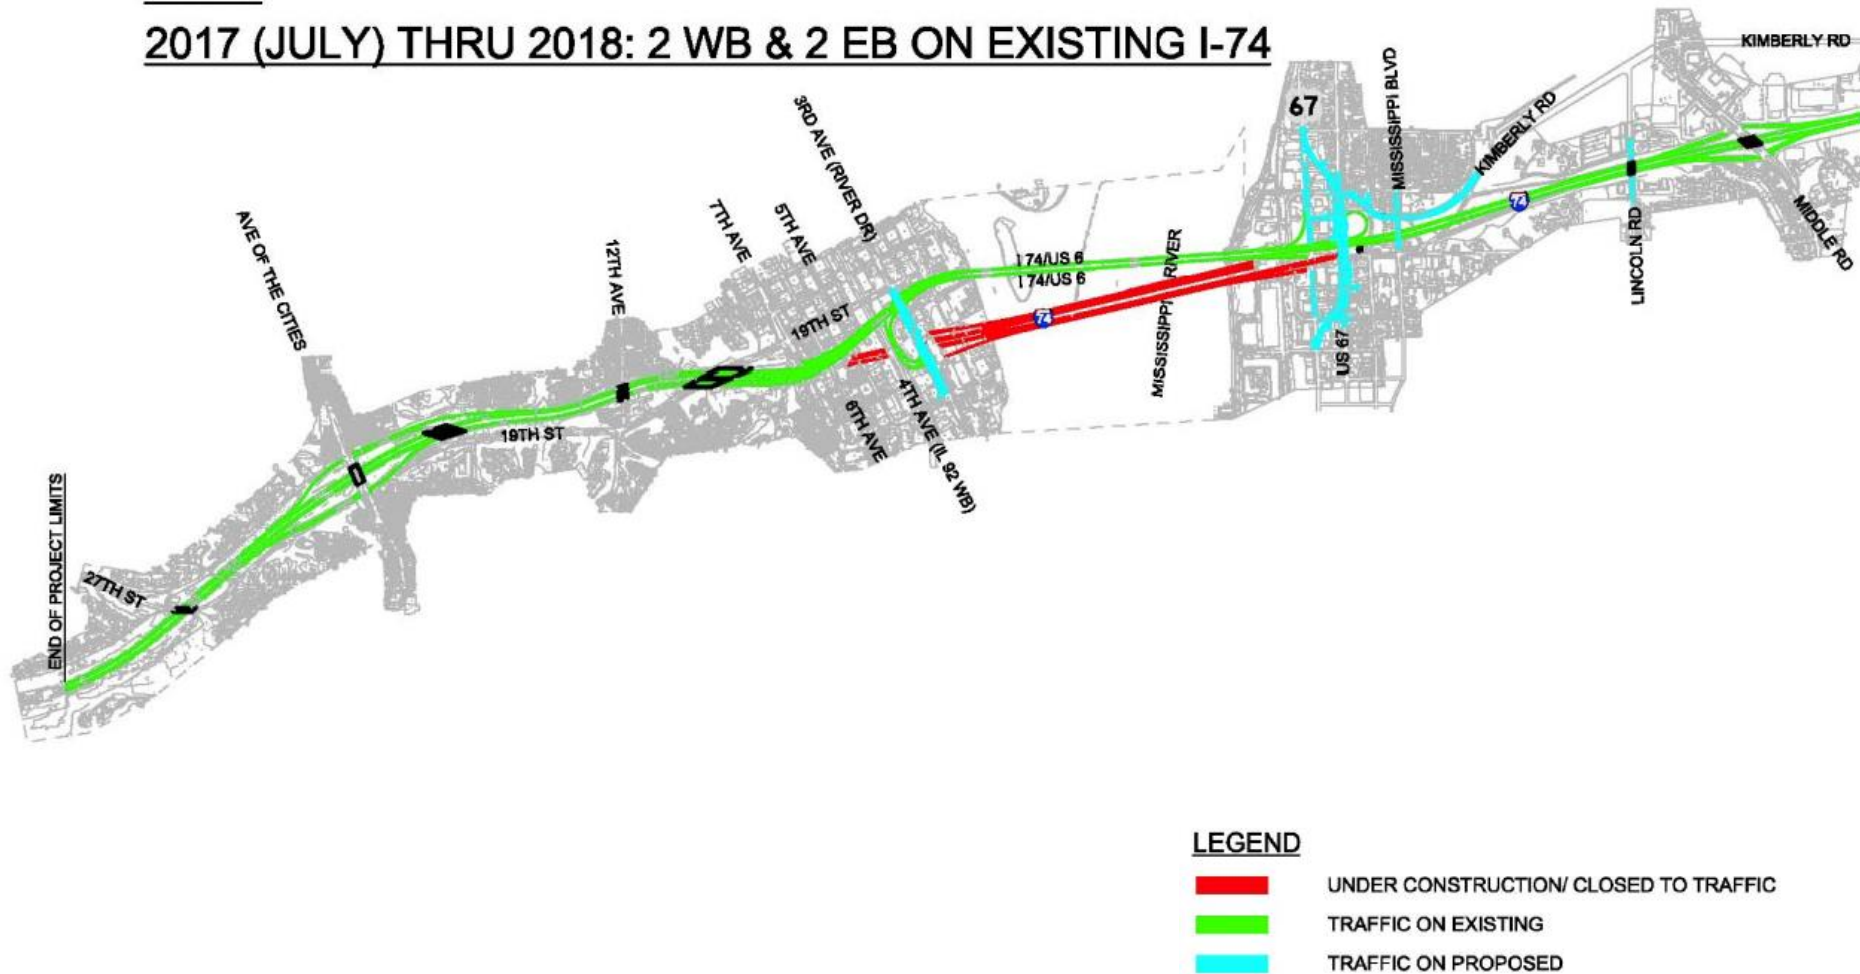 2017 (JULY) THRU 2018: 2 WB & 2 EB ON EXISTING I-74
KIMBERLY RD
MISSISSIPPI BLVD
67
KIMBERLY RD
3RD AVE (RIVER DR)
7TH AVE
5TH AVE
AVE OF THE CITIES
12TH AVE
74
MIDDLE RD
LINCOLN RD
I 74/US 6
I 74/US 6
MISSISSIPPI RIVER
74
19TH ST
US 67
6TH AVE
4TH AVE (IL 92 WB)
19TH ST
END OF PROJECT LIMITS
27TH ST
LEGEND
UNDER CONSTRUCTION/ CLOSED TO TRAFFIC
TRAFFIC ON EXISTING
TRAFFIC ON PROPOSED